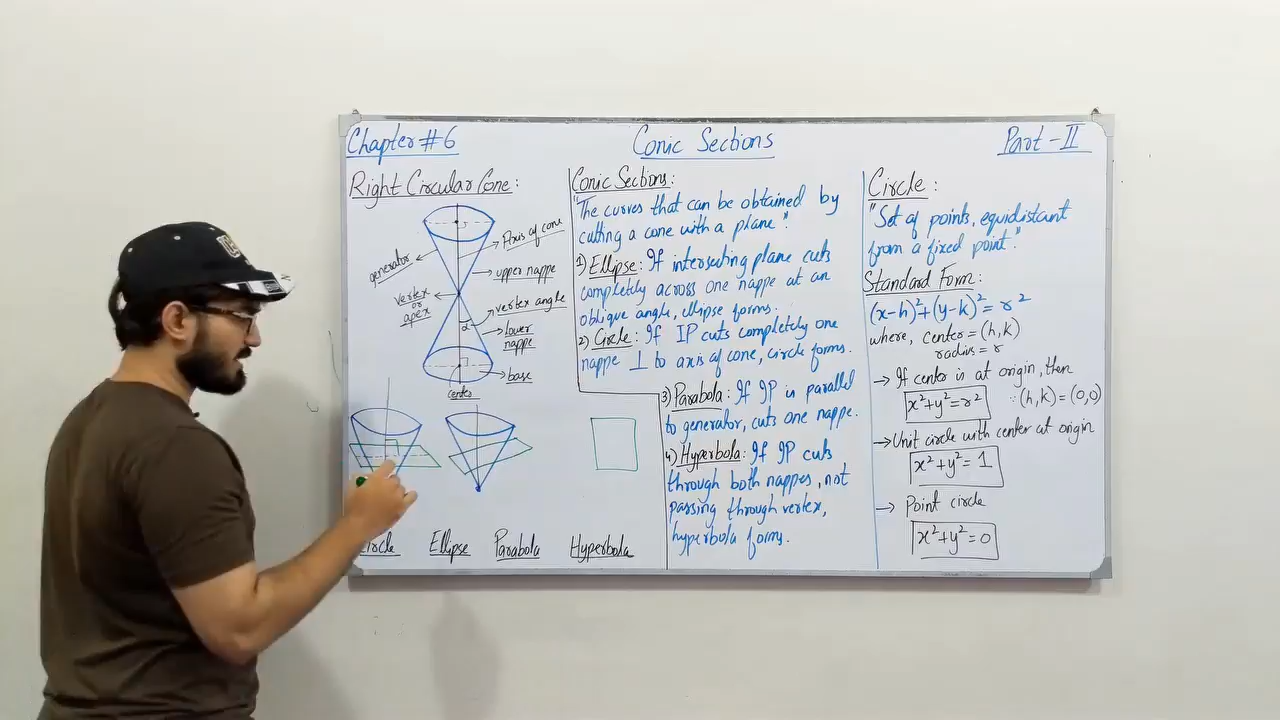 Chapter # 6
Conic Sections
Part - II
Right Circular Cone:
r
Axis of cone
generator
upper nappe
vertex
or
apex
vertex angle
α
lower
nappe
base
center
Circle
Ellipse
Parabola
Hyperbola
Conic Sections:
"The curves that can be obtained by
cutting a cone with a plane".
1) Ellipse: If intersecting plane cuts
completely across one nappe at an
oblique angle, ellipse forms.
2) Circle: If IP cuts completely one
nappe ⊥ to axis of cone, circle forms.
3) Parabola: If IP is parallel
to generator, cuts one nappe.
4) Hyperbola: If IP cuts
through both nappes, not
passing through vertex,
hyperbola forms.
Circle:
"Set of points, equidistant
from a fixed point."
Standard Form:
(x-h)²+(y-k)² = r²
where, center = (h,k)
radius = r
→ If center is at origin, then
x²+y²=r² ∵ (h,k) = (0,0)
→ Unit circle with center at origin
x²+y² = 1
→ Point circle
x²+y²=0